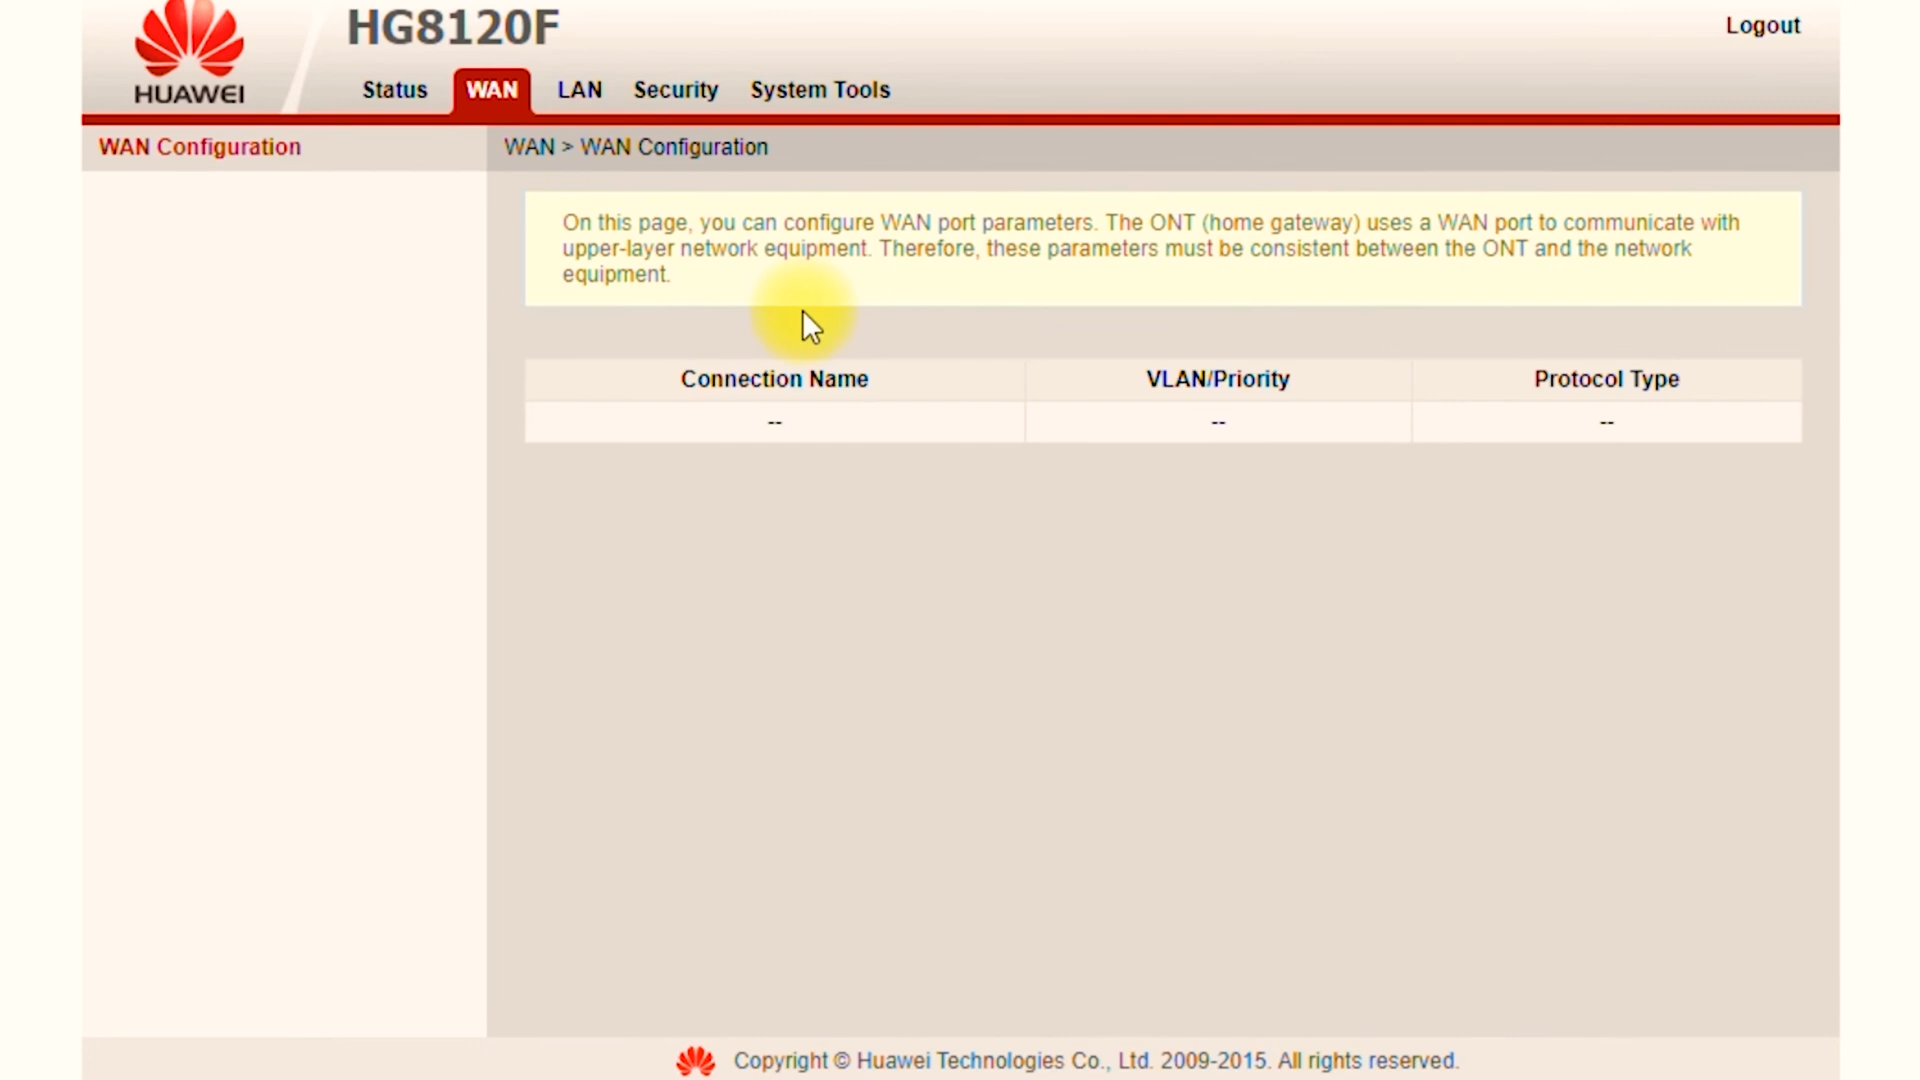 HUAWEI
HG8120F
Logout
Status WAN LAN Security System Tools
WAN Configuration
WAN > WAN Configuration
On this page, you can configure WAN port parameters. The ONT (home gateway) uses a WAN port to communicate with
upper-layer network equipment. Therefore, these parameters must be consistent between the ONT and the network
equipment.
Connection Name VLAN/Priority Protocol Type
-- -- --
Copyright © Huawei Technologies Co., Ltd. 2009-2015. All rights reserved.